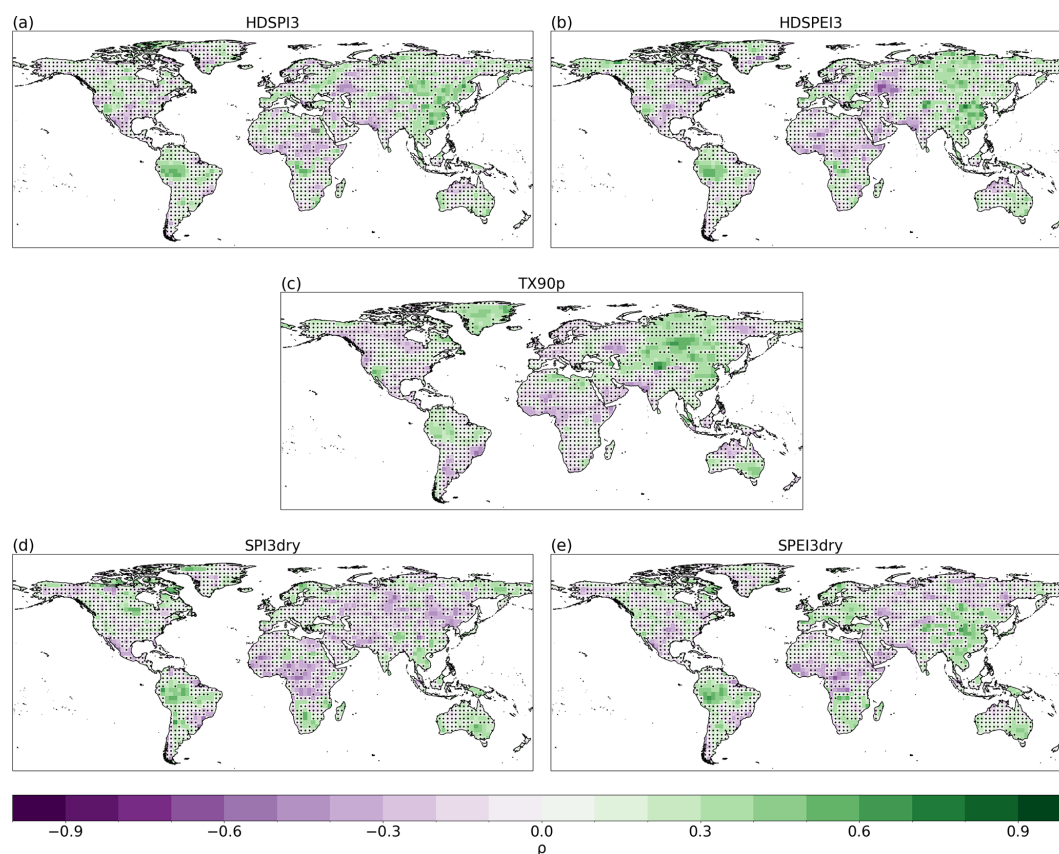 (a) HDSPI3
(b) HDSPEI3
(c) TX90p
(d) SPI3dry
(e) SPEI3dry
−0.9 −0.6 −0.3 0.0 0.3 0.6 0.9
ρ